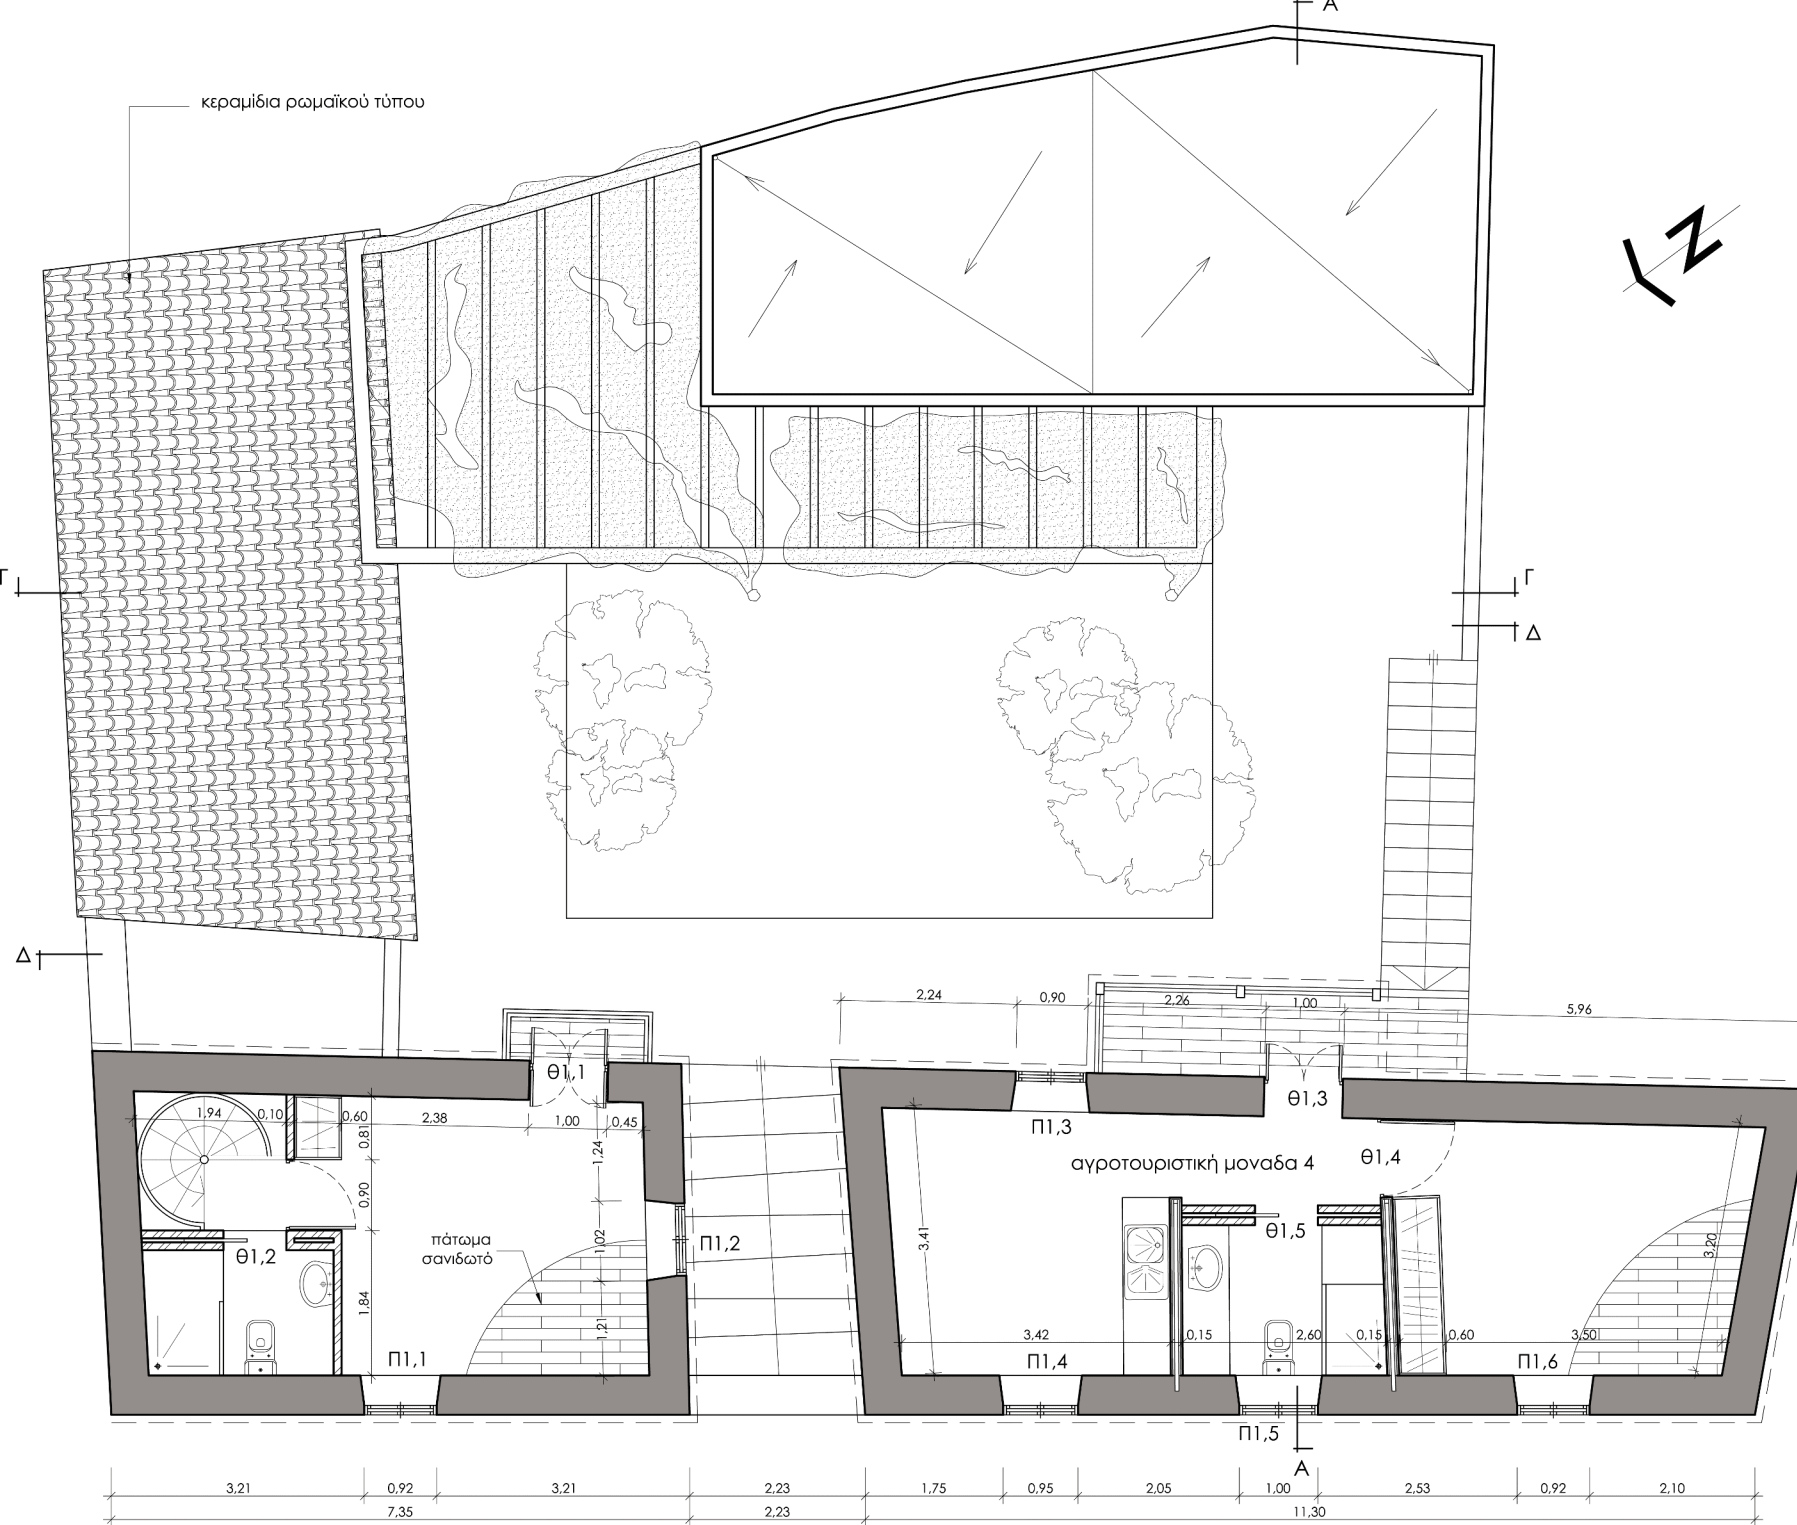 A
κεραμίδια ρωμαϊκού τύπου
N
Γ
Γ
Δ
Δ
2,24
0,90
2,26
1,00
5,96
Θ1,1
Θ1,3
1,94
0,10
0,60
2,38
1,00
0,45
0,81
1,24
Π1,3
αγροτουριστική μοναδα 4
Θ1,4
0,90
Θ1,2
πάτωμα
σανιδωτό
1,02
Π1,2
3,41
Θ1,5
3,20
1,84
1,21
3,42
0,15
2,60
0,15
0,60
3,50
Π1,1
Π1,4
Π1,6
Π1,5
A
3,21
0,92
3,21
2,23
1,75
0,95
2,05
1,00
2,53
0,92
2,10
7,35
2,23
11,30